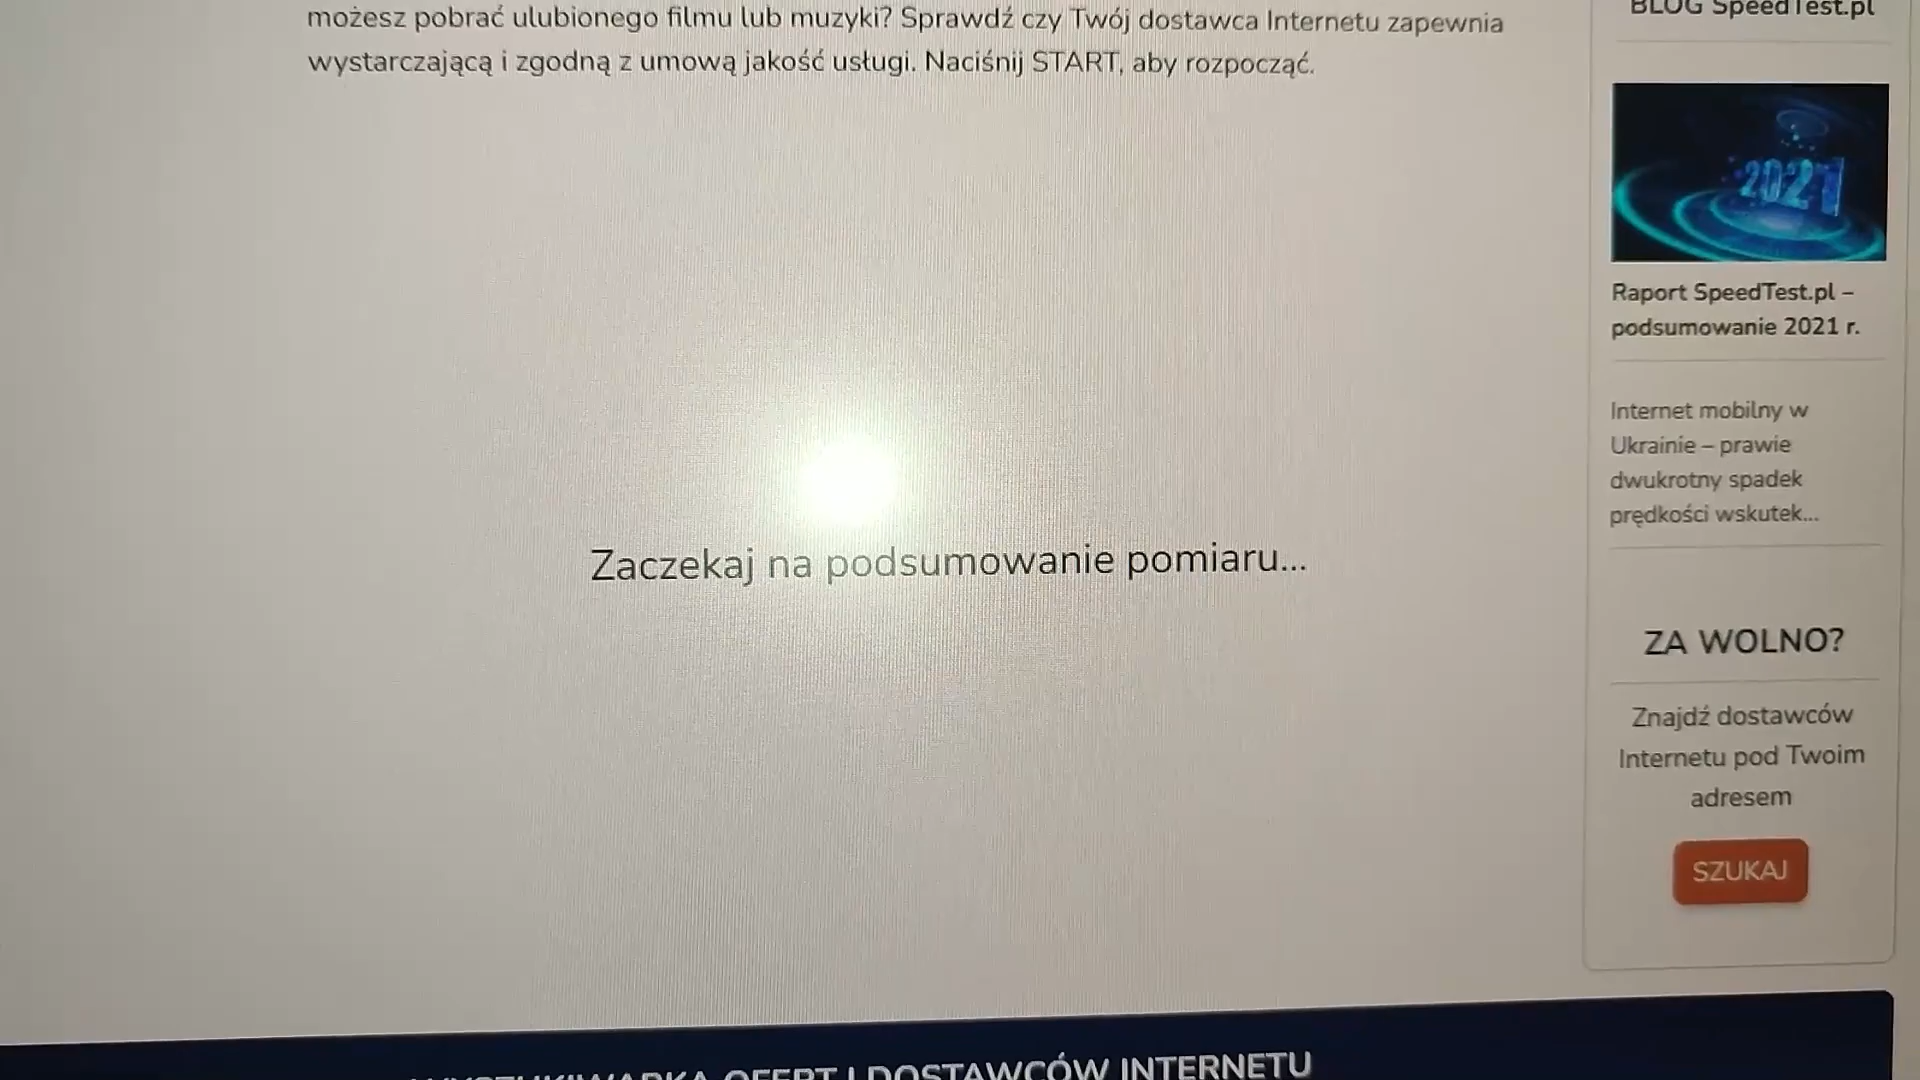 możesz pobrać ulubionego filmu lub muzyki? Sprawdź czy Twój dostawca Internetu zapewnia
wystarczającą i zgodną z umową jakość usługi. Naciśnij START, aby rozpocząć.
Zaczekaj na podsumowanie pomiaru...
BLOG SpeedTest.pl
2021
Raport SpeedTest.pl –
podsumowanie 2021 r.
Internet mobilny w
Ukrainie – prawie
dwukrotny spadek
prędkości wskutek...
ZA WOLNO?
Znajdź dostawców
Internetu pod Twoim
adresem
SZUKAJ
WYSZUKIWARKA OFERT I DOSTAWCÓW INTERNETU